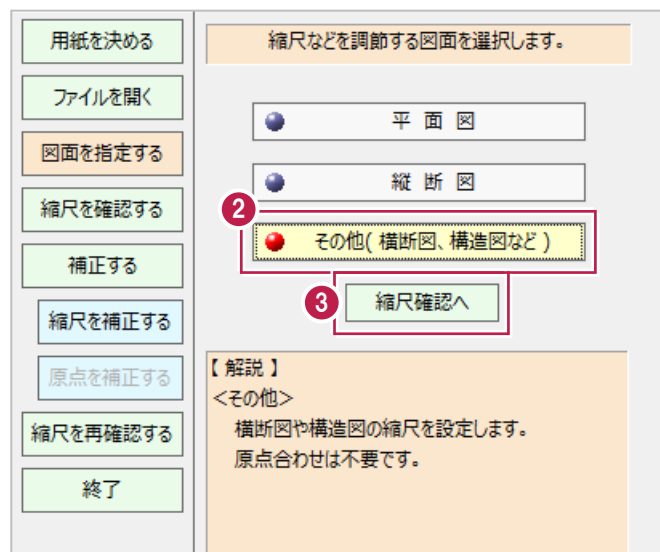 用紙を決める
ファイルを開く
図面を指定する
縮尺を確認する
補正する
縮尺を補正する
原点を補正する
縮尺を再確認する
終了
縮尺などを調節する図面を選択します。
平 面 図
縦 断 図
2
その他( 横断図、構造図など )
3
縮尺確認へ
【 解説 】
<その他>
横断図や構造図の縮尺を設定します。
原点合わせは不要です。